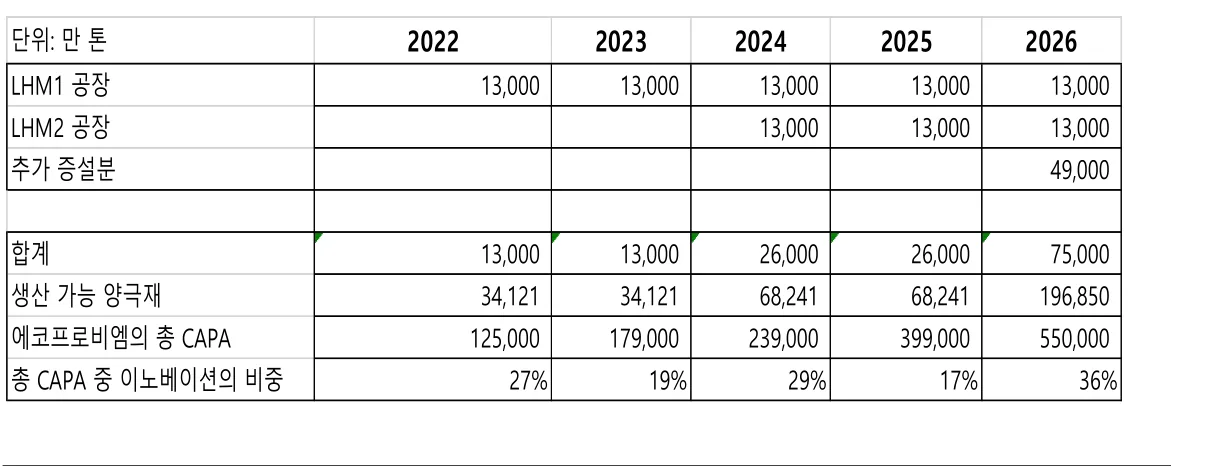 단위: 만 톤 2022 2023 2024 2025 2026
LHM1 공장 13,000 13,000 13,000 13,000 13,000
LHM2 공장 13,000 13,000 13,000
추가 증설분 49,000
합계 13,000 13,000 26,000 26,000 75,000
생산 가능 양극재 34,121 34,121 68,241 68,241 196,850
에코프로비엠의 총 CAPA 125,000 179,000 239,000 399,000 550,000
총 CAPA 중 이노베이션의 비중 27% 19% 29% 17% 36%